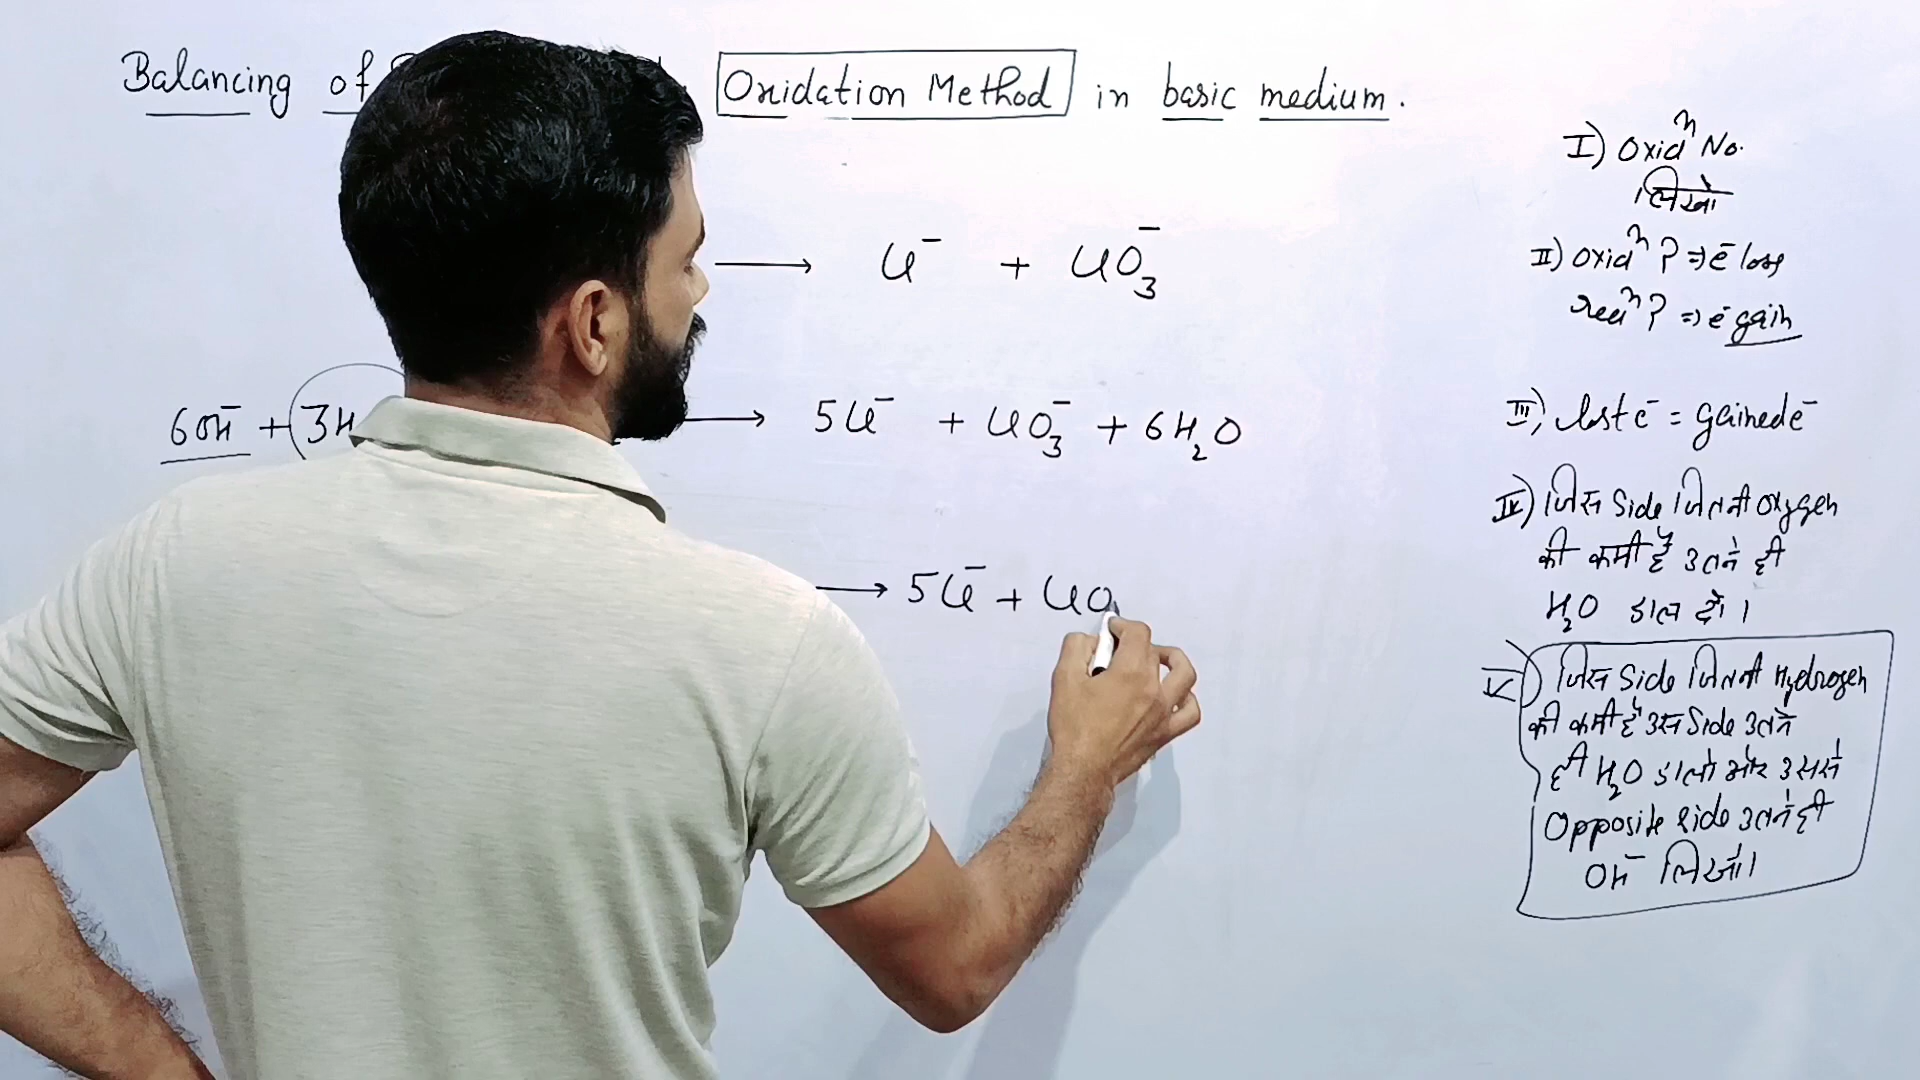 Balancing of Oxidation Method in basic medium.
⟶ Cl⁻ + ClO₃⁻
6OH⁻ + 3H ⟶ 5Cl⁻ + ClO₃⁻ + 6H₂O
⟶ 5Cl⁻ + ClO
I) Oxidⁿ No.
लिखो
II) Oxidⁿ ? ⇒ e⁻ loss
redⁿ ? ⇒ e⁻ gain
III) lost e⁻ = gained e⁻
IV) जिस Side जितनी Oxygen
की कमी है उतने ही
H₂O डाल दो।
V) जिस Side जितनी Hydrogen
की कमी है उस Side उतने
ही H₂O डालो और उससे
Opposite side उतने ही
OH⁻ लिखो।